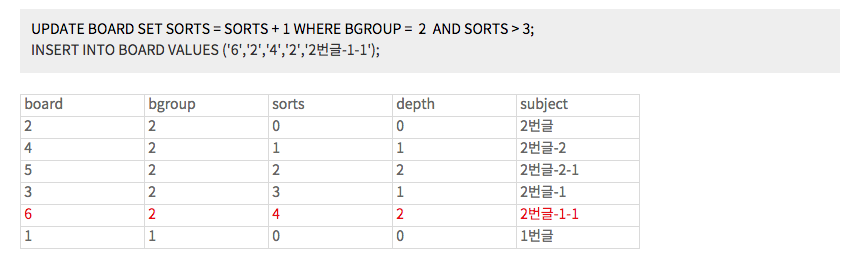 UPDATE BOARD SET SORTS = SORTS + 1 WHERE BGROUP = 2 AND SORTS > 3;
INSERT INTO BOARD VALUES ('6','2','4','2','2번글-1-1');
board bgroup sorts depth subject
2 2 0 0 2번글
4 2 1 1 2번글-2
5 2 2 2 2번글-2-1
3 2 3 1 2번글-1
6 2 4 2 2번글-1-1
1 1 0 0 1번글